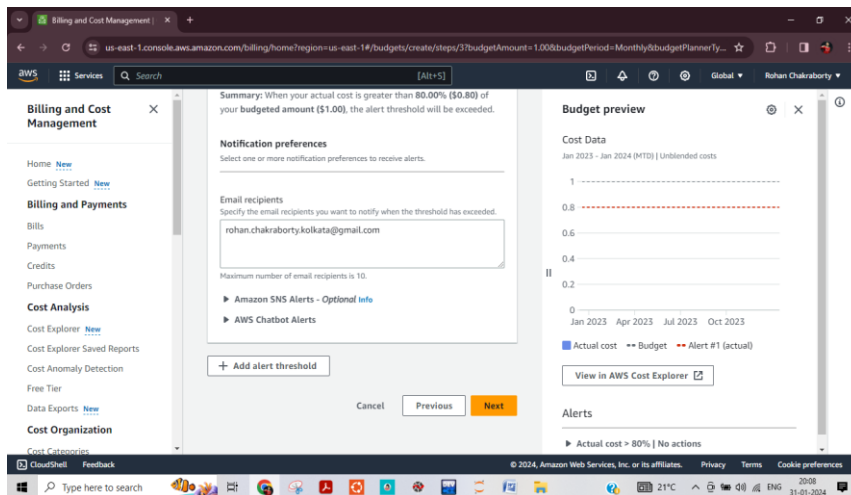 Billing and Cost Management |
us-east-1.console.aws.amazon.com/billing/home?region=us-east-1#/budgets/create/steps/3?budgetAmount=1.00&budgetPeriod=Monthly&budgetPlannerTy...
aws
Services
Search
[Alt+S]
Global
Rohan Chakraborty
Billing and Cost
Management
Home New
Getting Started New
Billing and Payments
Bills
Payments
Credits
Purchase Orders
Cost Analysis
Cost Explorer New
Cost Explorer Saved Reports
Cost Anomaly Detection
Free Tier
Data Exports New
Cost Organization
Cost Categories
Summary: When your actual cost is greater than 80.00% ($0.80) of
your budgeted amount ($1.00), the alert threshold will be exceeded.
Notification preferences
Select one or more notification preferences to receive alerts.
Email recipients
Specify the email recipients you want to notify when the threshold has exceeded.
rohan.chakraborty.kolkata@gmail.com
Maximum number of email recipients is 10.
Amazon SNS Alerts - Optional Info
AWS Chatbot Alerts
+ Add alert threshold
Cancel
Previous
Next
Budget preview
Cost Data
Jan 2023 - Jan 2024 (MTD) | Unblended costs
1
0.8
0.6
0.4
0.2
0
Jan 2023 Apr 2023 Jul 2023 Oct 2023
Actual cost Budget Alert #1 (actual)
View in AWS Cost Explorer
Alerts
Actual cost > 80% | No actions
CloudShell Feedback
© 2024, Amazon Web Services, Inc. or its affiliates. Privacy Terms Cookie preferences
Type here to search
21°C
ENG
20:08
31-01-2024